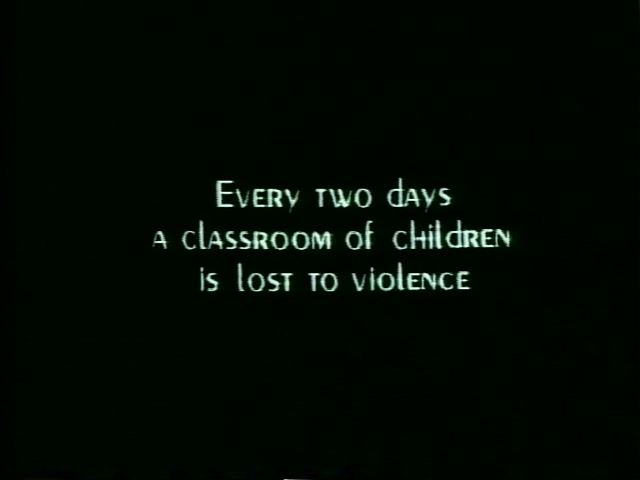 Every two days
a classroom of children
is lost to violence